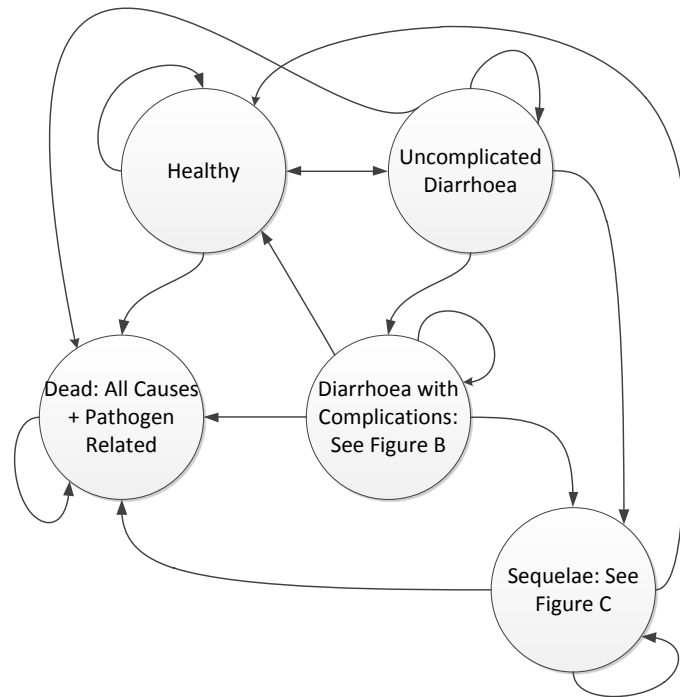 Healthy
Uncomplicated
Diarrhoea
Dead: All Causes
+ Pathogen
Related
Diarrhoea with
Complications:
See Figure B
Sequelae: See
Figure C